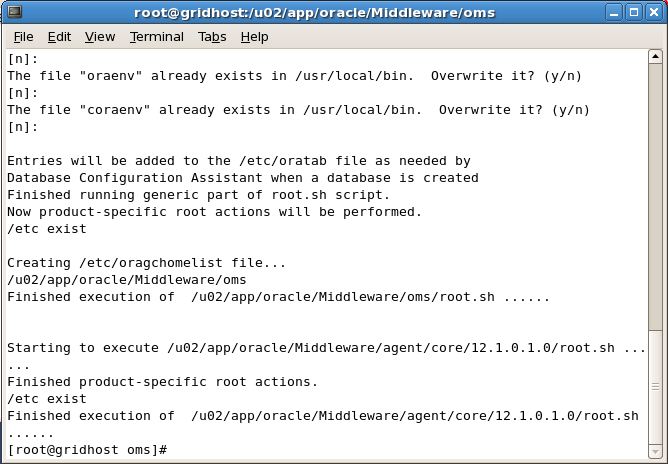 root@gridhost:/u02/app/oracle/Middleware/oms
File Edit View Terminal Tabs Help
[n]:
The file "oraenv" already exists in /usr/local/bin.  Overwrite it? (y/n)
[n]:
The file "coraenv" already exists in /usr/local/bin.  Overwrite it? (y/n)
[n]:
Entries will be added to the /etc/oratab file as needed by
Database Configuration Assistant when a database is created
Finished running generic part of root.sh script.
Now product-specific root actions will be performed.
/etc exist
Creating /etc/oragchomelist file...
/u02/app/oracle/Middleware/oms
Finished execution of  /u02/app/oracle/Middleware/oms/root.sh ......
Starting to execute /u02/app/oracle/Middleware/agent/core/12.1.0.1.0/root.sh ...
...
Finished product-specific root actions.
/etc exist
Finished execution of  /u02/app/oracle/Middleware/agent/core/12.1.0.1.0/root.sh
......
[root@gridhost oms]#